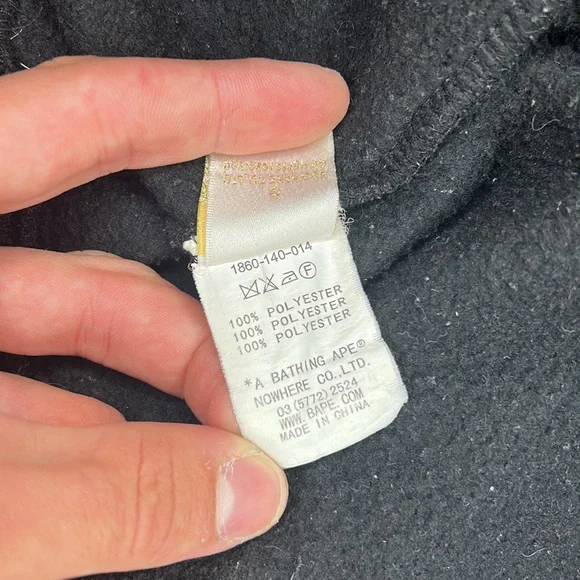 1860-140-014
F
100% POLYESTER
100% POLYESTER
100% POLYESTER
*A BATHING APE®
NOWHERE CO.,LTD.
03(5772)2524
WWW.BAPE.COM
MADE IN CHINA